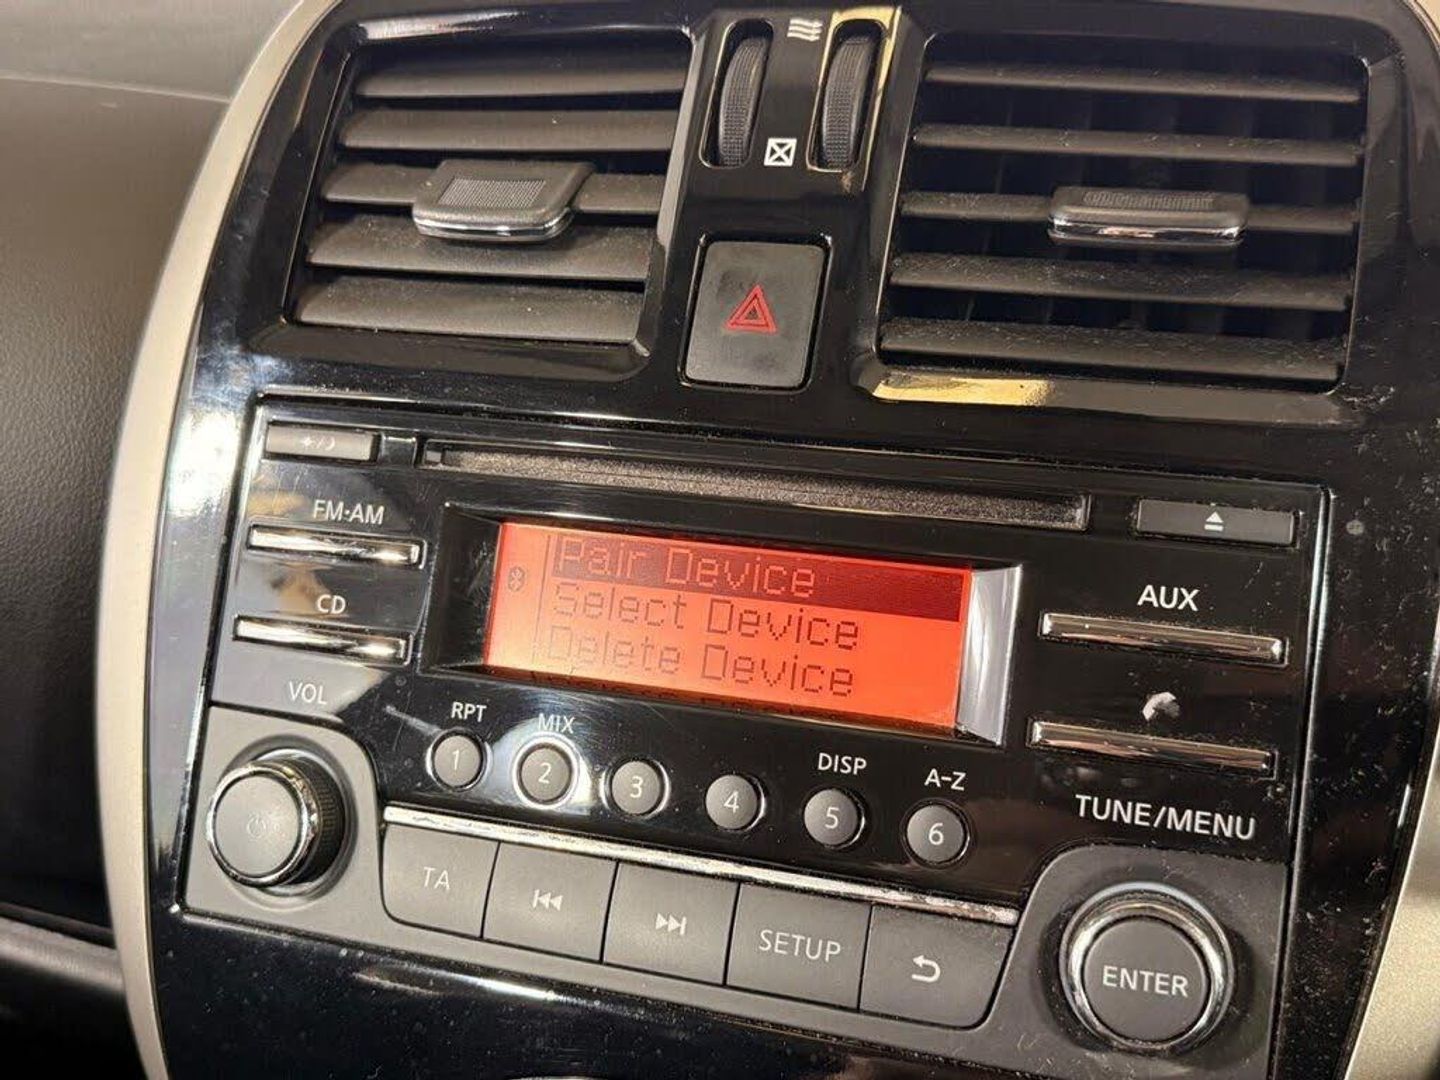 FM·AM
CD
VOL
Pair Device
Select Device
Delete Device
AUX
RPT
MIX
DISP
A-Z
1
2
3
4
5
6
TUNE/MENU
TA
SETUP
ENTER